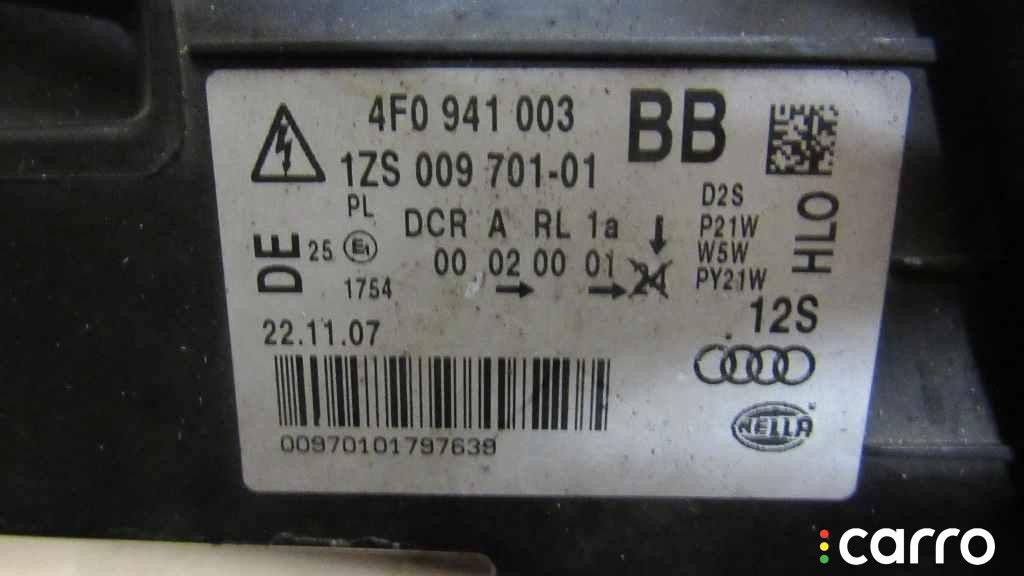 4F0 941 003
BB
1ZS 009 701-01
PL
DCR A RL 1a
D2S
P21W
W5W
PY21W
HLO
DE
25
E1
00 02 00 01 24
1754
12S
22.11.07
HELLA
00970101797639
carro